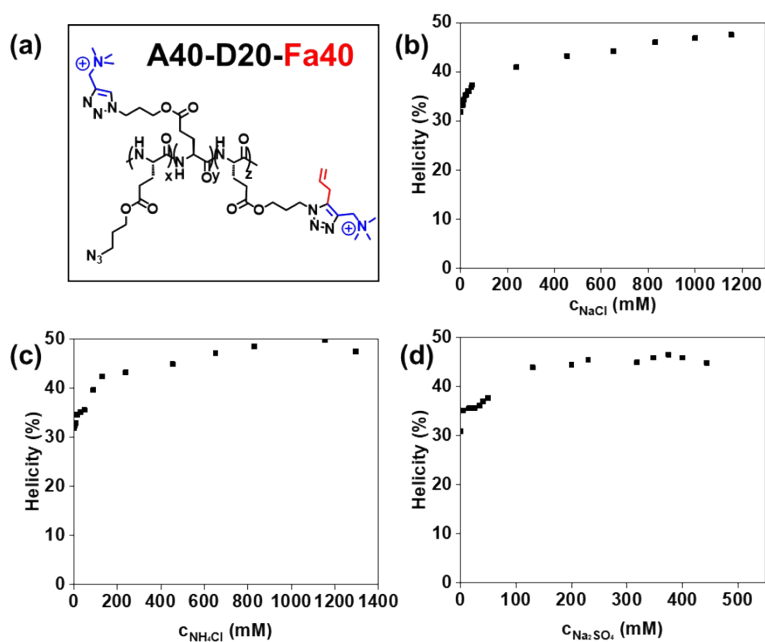 (a)
A40-D20-Fa40
⊕
N
N
N
N
O
O
H
N
O
x
N
H
O
y
H
N
O
z
O
O
N3
O
O
N
N
N
N
⊕
(b)
Helicity (%)
50
40
30
20
10
0
0 200 400 600 800 1000 1200
cNaCl (mM)
(c)
Helicity (%)
50
40
30
20
10
0
0 200 400 600 800 1000 1200 1400
cNH₄Cl (mM)
(d)
Helicity (%)
50
40
30
20
10
0
0 100 200 300 400 500
cNa₂SO₄ (mM)